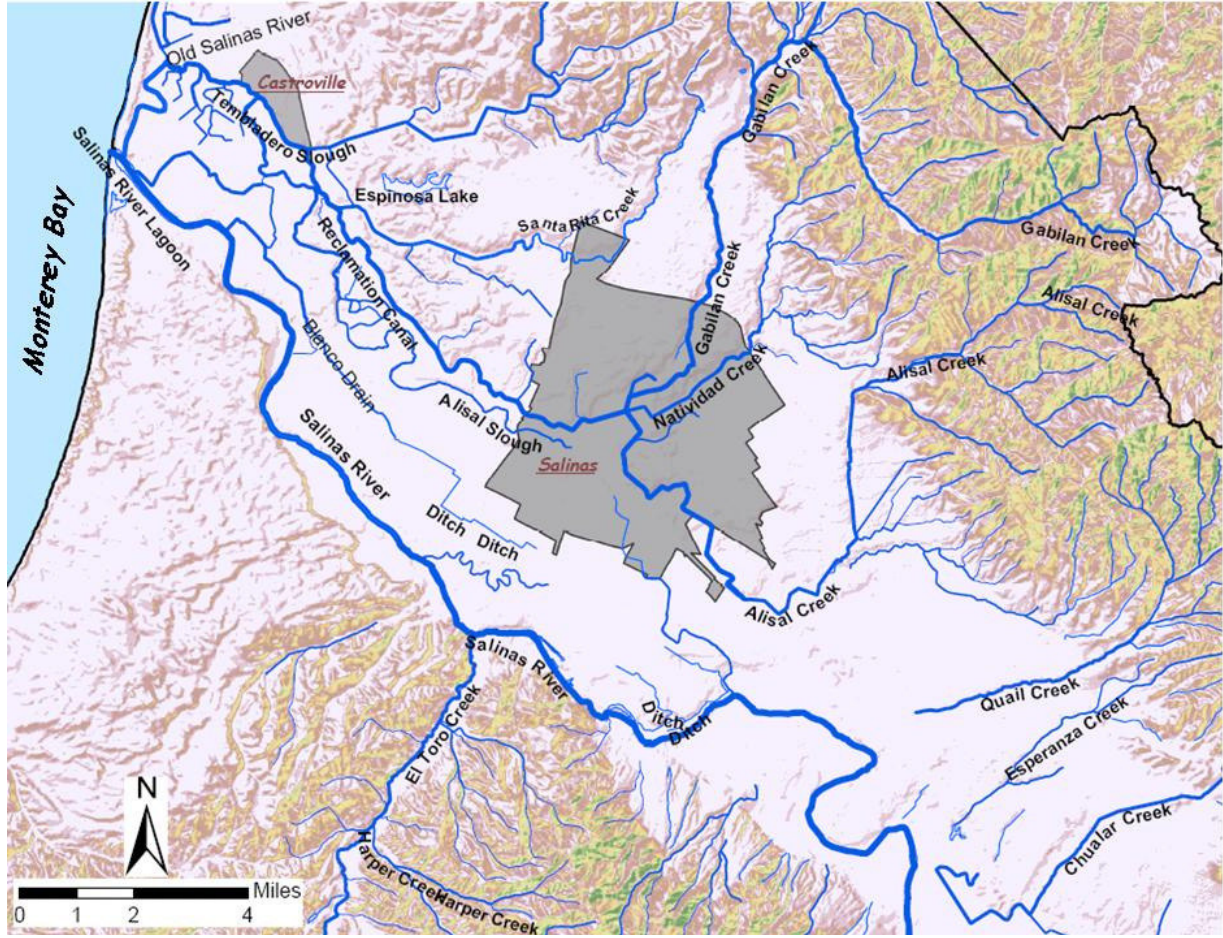 Old Salinas River
Castroville
Tembladero Slough
Gabilan Creek
Salinas River Lagoon
Espinosa Lake
Santa Rita Creek
Gabilan Creek
Monterey Bay
Reclamation Canal
Alisal Creek
Gabilan Creek
Blanco Drain
Alisal Creek
Natividad Creek
Alisal Slough
Salinas River
Salinas
Ditch Ditch
Alisal Creek
Salinas River
Quail Creek
Ditch
Ditch
El Toro Creek
Esperanza Creek
N
Chualar Creek
Harper Creek
Harper Creek
Miles
0 1 2 4